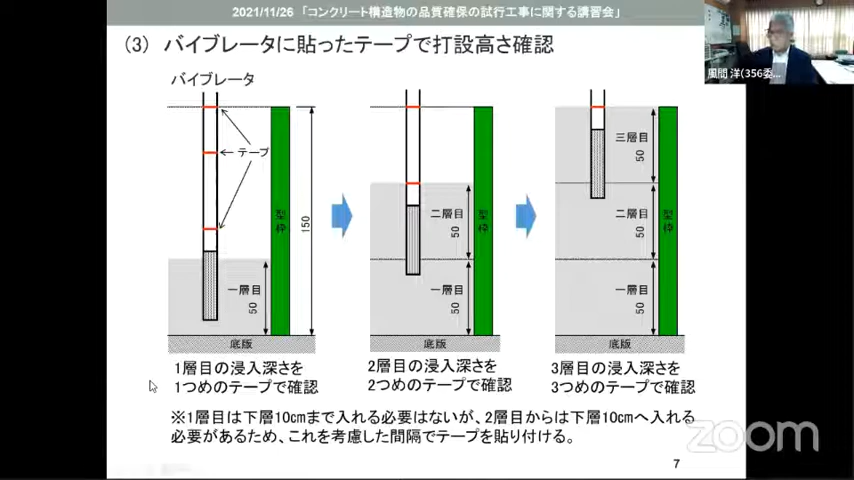 2021/11/26 「コンクリート構造物の品質確保の試行工事に関する講習会」
(3) バイブレータに貼ったテープで打設高さ確認
バイブレータ
テープ
型枠
150
一層目
50
底版
1層目の浸入深さを
1つめのテープで確認
型枠
二層目
50
一層目
50
底版
2層目の浸入深さを
2つめのテープで確認
型枠
三層目
50
二層目
50
一層目
50
底版
3層目の浸入深さを
3つめのテープで確認
※1層目は下層10cmまで入れる必要はないが、2層目からは下層10cmへ入れる
必要があるため、これを考慮した間隔でテープを貼り付ける。
zoom
7
風間 洋(356委...